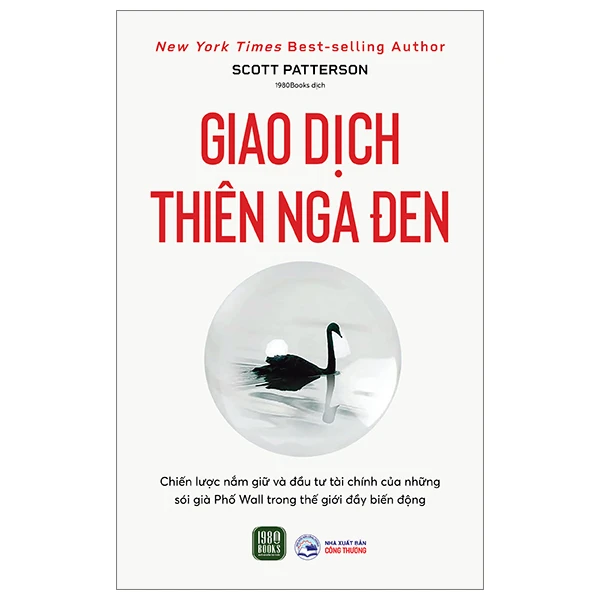 New York Times Best-selling Author
SCOTT PATTERSON
1980Books dịch
GIAO DỊCH
THIÊN NGA ĐEN
Chiến lược nắm giữ và đầu tư tài chính của những
sói già Phố Wall trong thế giới đầy biến động
1980
BOOKS
NHÀ XUẤT BẢN
CÔNG THƯƠNG